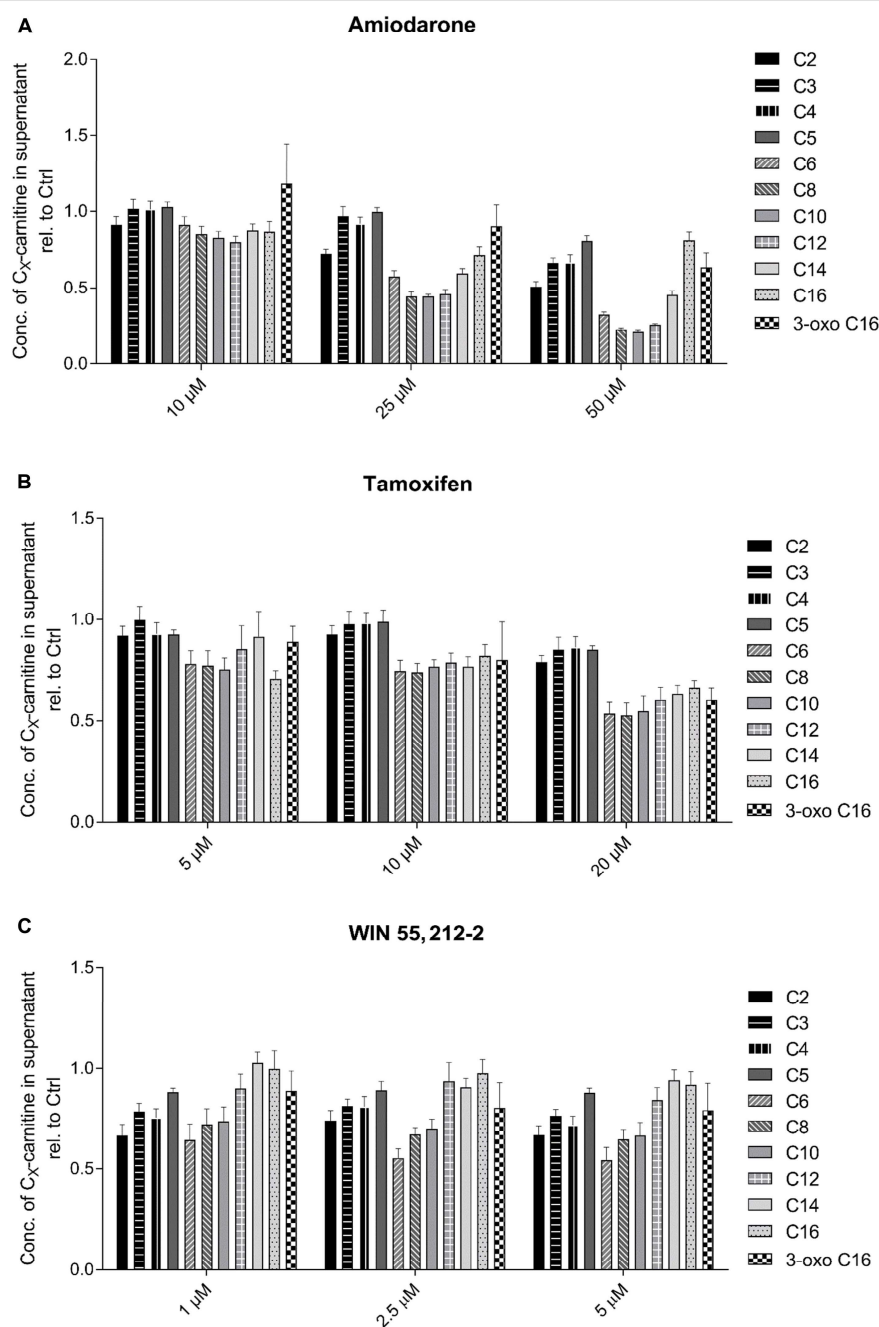 A
Amiodarone
Conc. of CX-carnitine in supernatant
rel. to Ctrl
2.0
1.5
1.0
0.5
0.0
10 µM
25 µM
50 µM
C2
C3
C4
C5
C6
C8
C10
C12
C14
C16
3-oxo C16
B
Tamoxifen
Conc. of CX-carnitine in supernatant
rel. to Ctrl
1.5
1.0
0.5
0.0
5 µM
10 µM
20 µM
C2
C3
C4
C5
C6
C8
C10
C12
C14
C16
3-oxo C16
C
WIN 55,212-2
Conc. of CX-carnitine in supernatant
rel. to Ctrl
1.5
1.0
0.5
0.0
1 µM
2.5 µM
5 µM
C2
C3
C4
C5
C6
C8
C10
C12
C14
C16
3-oxo C16